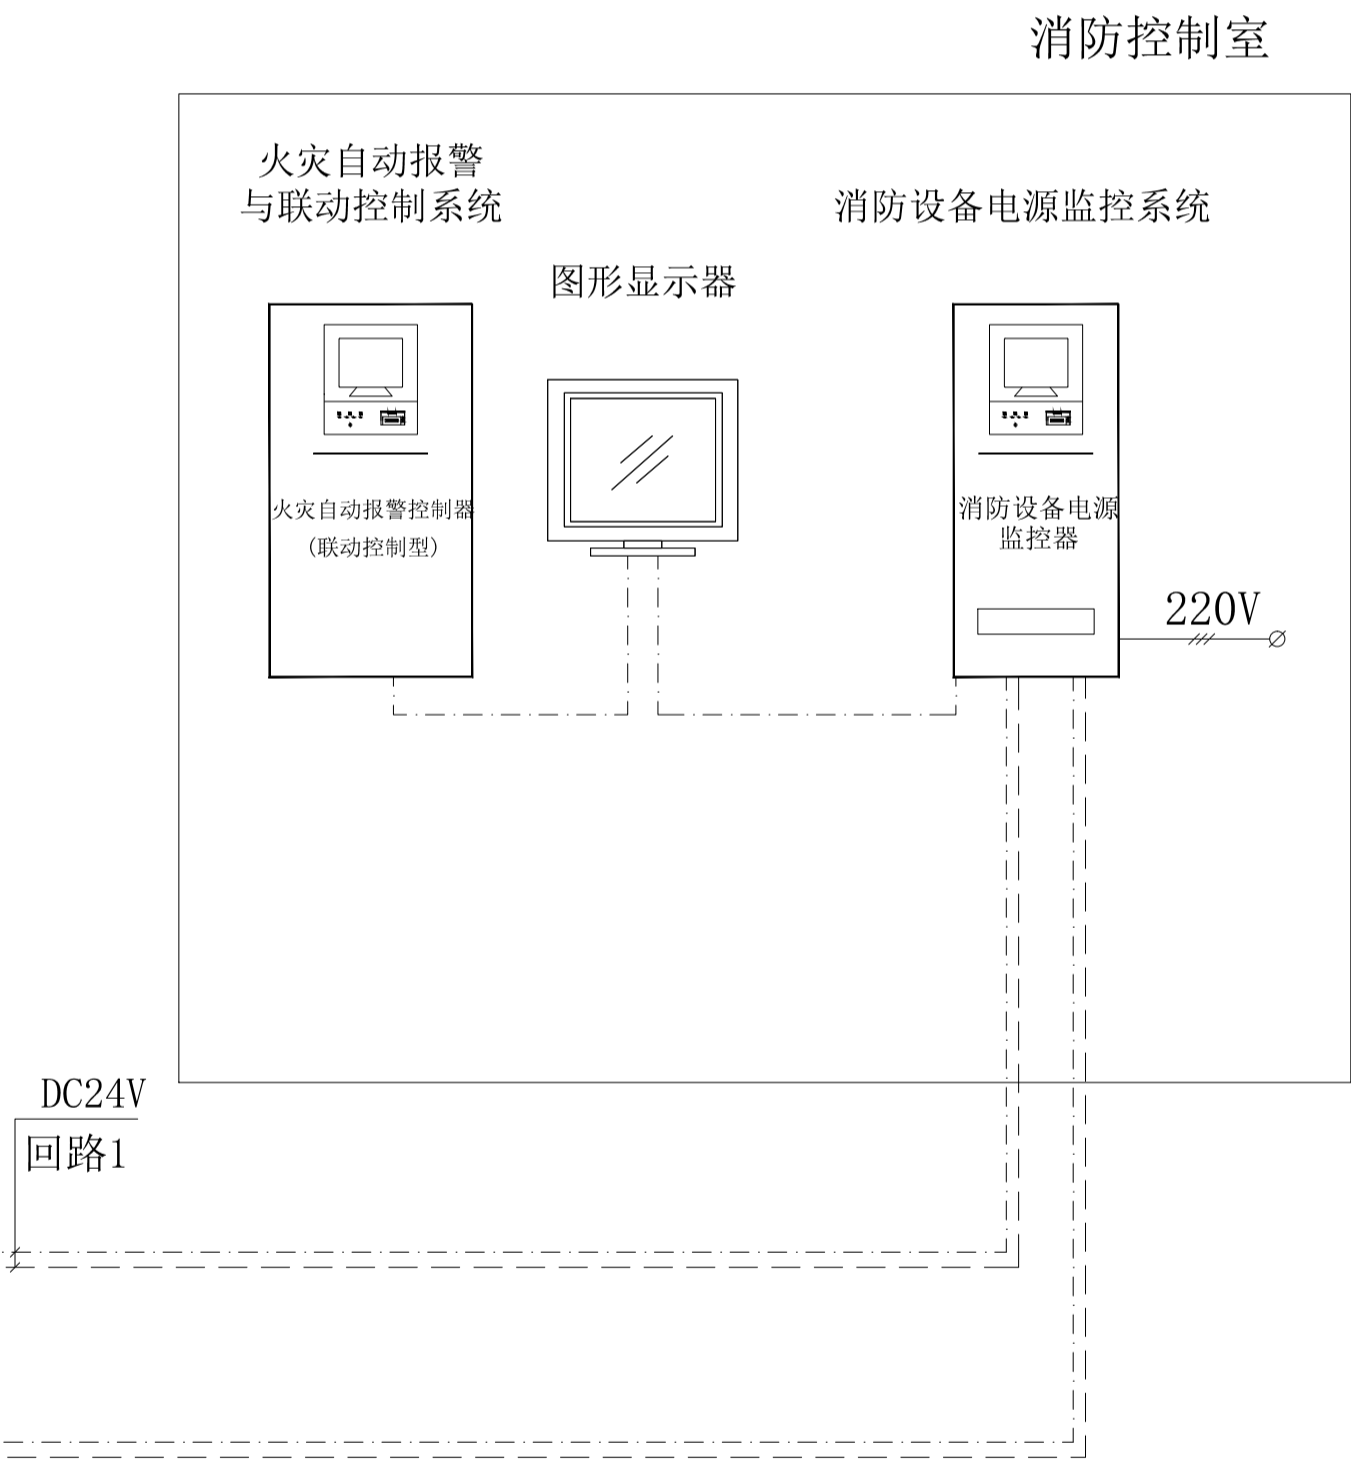 消防控制室
火灾自动报警
与联动控制系统
消防设备电源监控系统
图形显示器
火灾自动报警控制器
(联动控制型)
消防设备电源
监控器
220V
DC24V
回路1